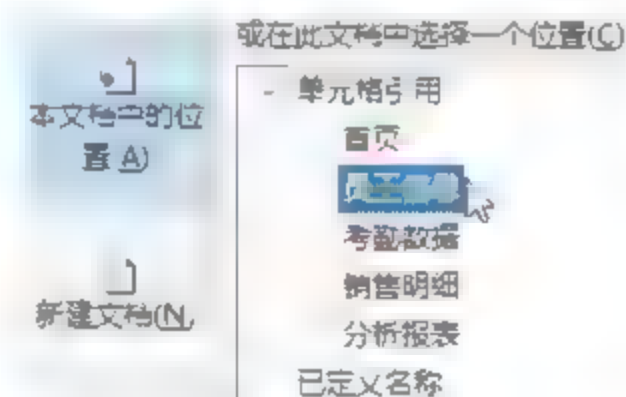 或在此文档中选择一个位置(C)
本文档中的位
置(A)
单元格引用
首页
考勤数据
销售明细
新建文档(N)
分析报表
已定义名称